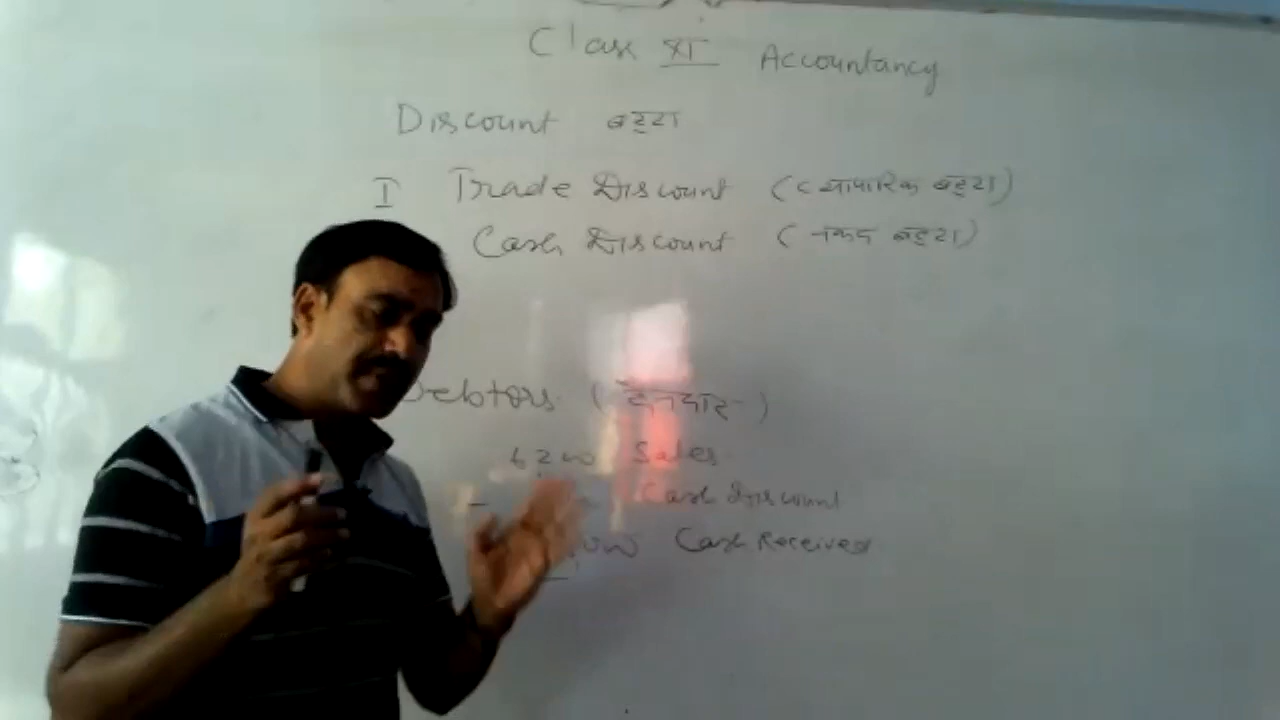 Class XI Accountancy
Discount बट्टा
I Trade Discount (व्यापारिक बट्टा)
Cash Discount (नकद बट्टा)
Debtors (देनदार)
6200 Sales
- Cash Discount
Cash Received